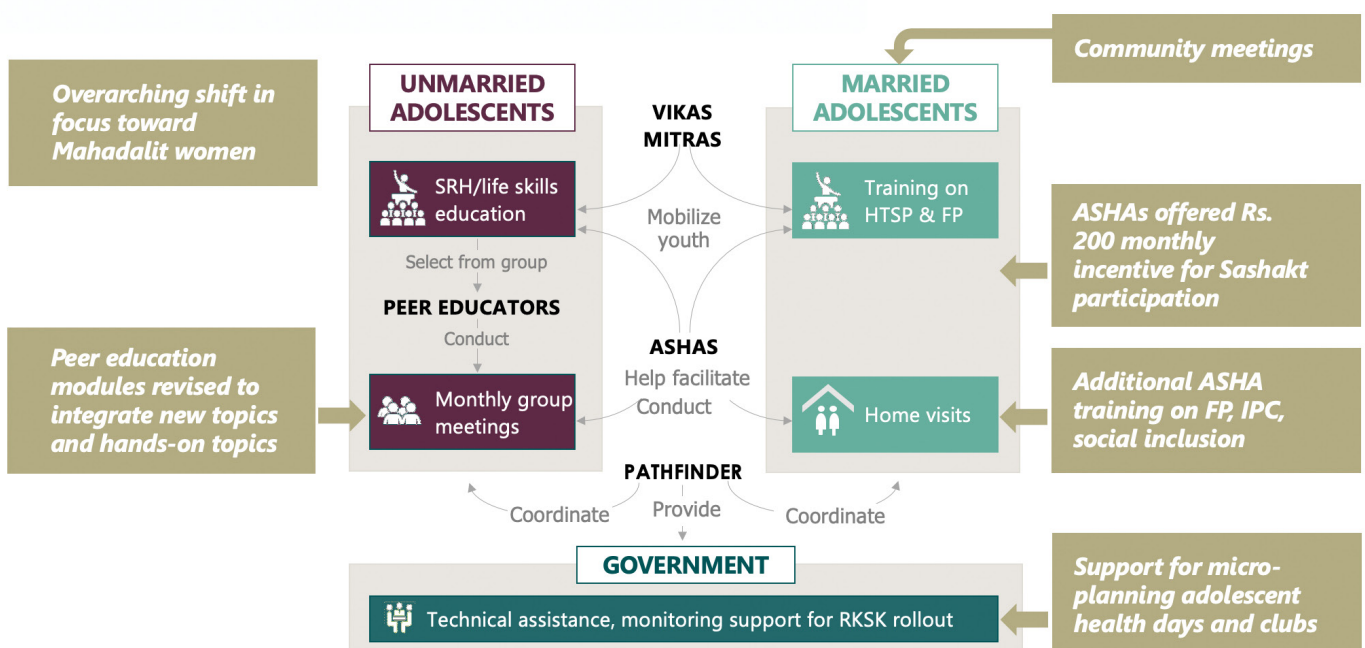 Community meetings
Overarching shift in
focus toward
Mahadalit women
UNMARRIED
ADOLESCENTS
VIKAS
MITRAS
MARRIED
ADOLESCENTS
SRH/life skills
education
Mobilize
youth
Training on
HTSP & FP
ASHAs offered Rs.
200 monthly
incentive for Sashakt
participation
Select from group
PEER EDUCATORS
Conduct
Peer education
modules revised to
integrate new topics
and hands-on topics
Monthly group
meetings
ASHAS
Help facilitate
Conduct
Home visits
Additional ASHA
training on FP, IPC,
social inclusion
PATHFINDER
Coordinate
Provide
Coordinate
GOVERNMENT
Technical assistance, monitoring support for RKSK rollout
Support for micro-
planning adolescent
health days and clubs